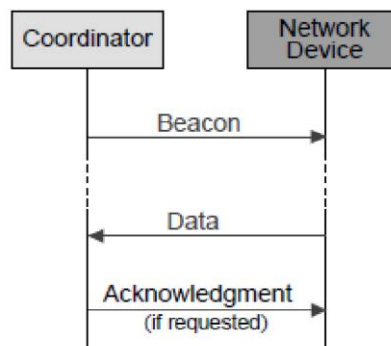 Coordinator
Network
Device
Beacon
Data
Acknowledgment
(if requested)